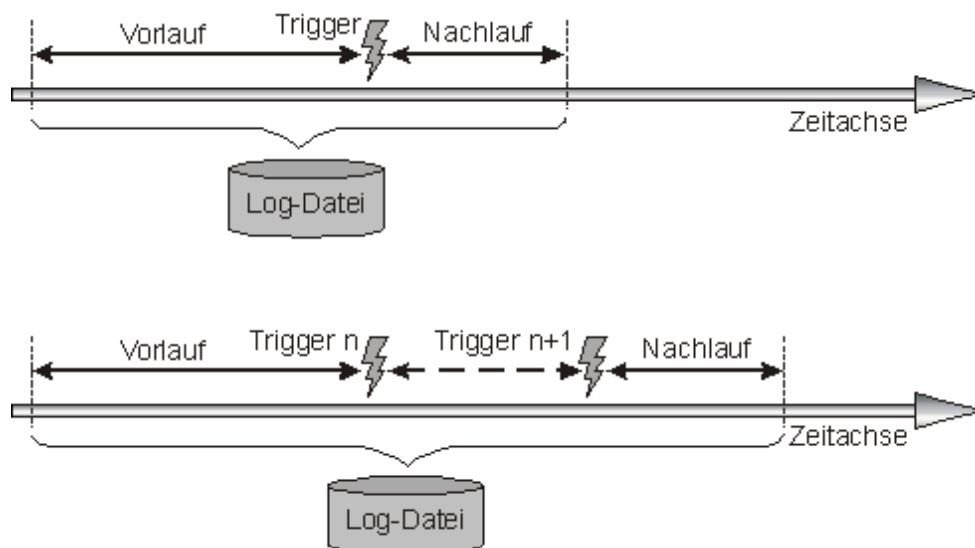 Vorlauf Trigger Nachlauf
Zeitachse
Log-Datei
Vorlauf Trigger n Trigger n+1 Nachlauf
Zeitachse
Log-Datei